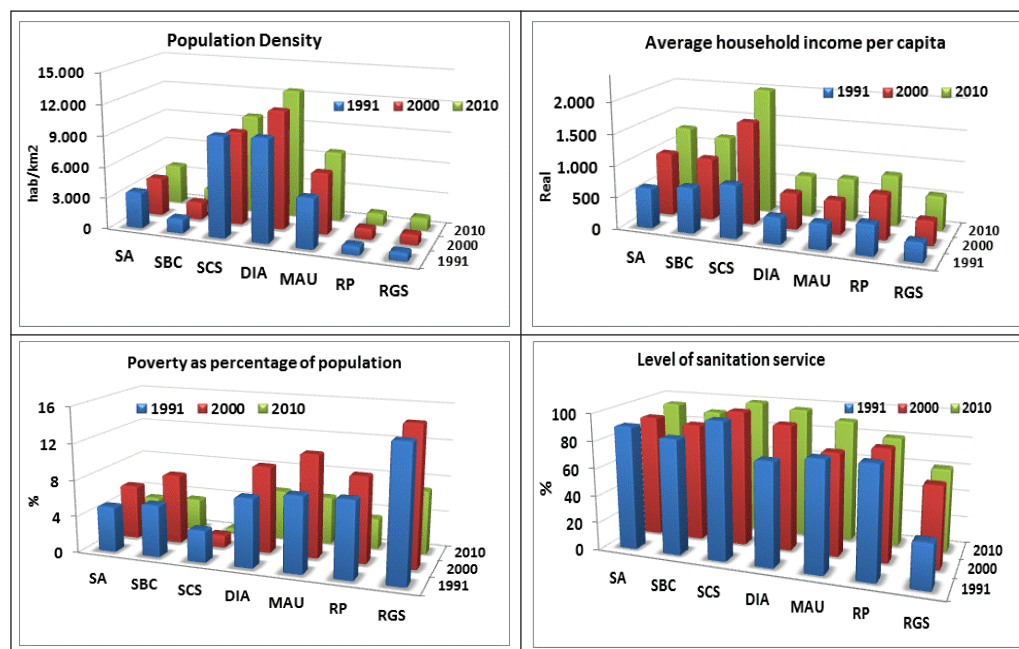 Population Density
15.000
12.000
9.000
6.000
3.000
0
hab/km2
1991 2000 2010
SA SBC SCS DIA MAU RP RGS
2010
2000
1991
Average household income per capita
2.000
1.500
1.000
500
0
Real
1991 2000 2010
SA SBC SCS DIA MAU RP RGS
2010
2000
1991
Poverty as percentage of population
16
12
8
4
0
%
1991 2000 2010
SA SBC SCS DIA MAU RP RGS
2010
2000
1991
Level of sanitation service
100
80
60
40
20
0
%
1991 2000 2010
SA SBC SCS DIA MAU RP RGS
2010
2000
1991